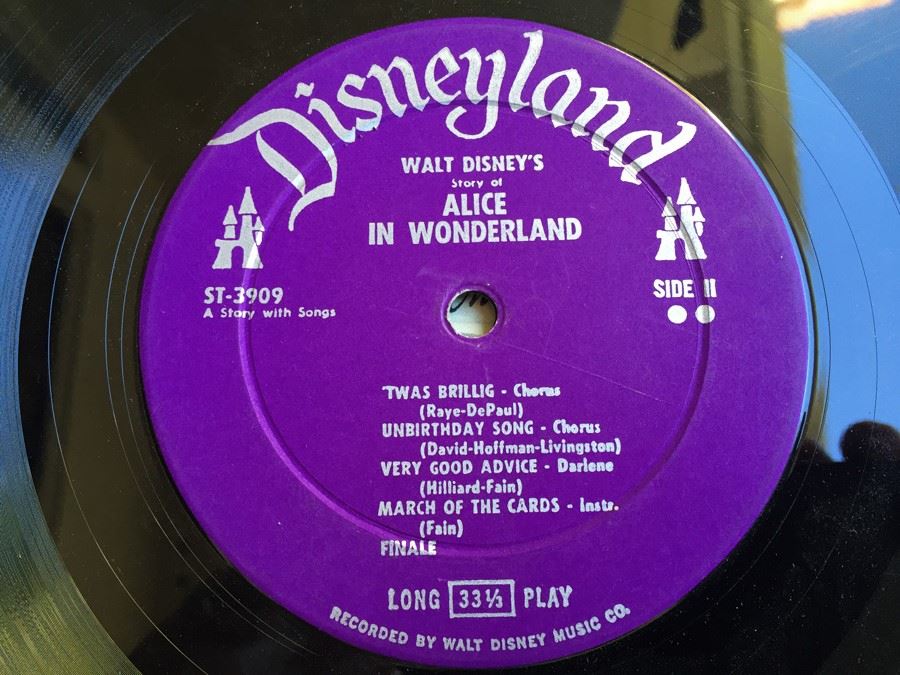 Disneyland
WALT DISNEY'S
Story of
ALICE
IN WONDERLAND
ST-3909
A Story with Songs
SIDE II
'TWAS BRILLIG - Chorus
(Raye-DePaul)
UNBIRTHDAY SONG - Chorus
(David-Hoffman-Livingston)
VERY GOOD ADVICE - Darlene
(Hilliard-Fain)
MARCH OF THE CARDS - Instr.
(Fain)
FINALE
LONG 33⅓ PLAY
RECORDED BY WALT DISNEY MUSIC CO.